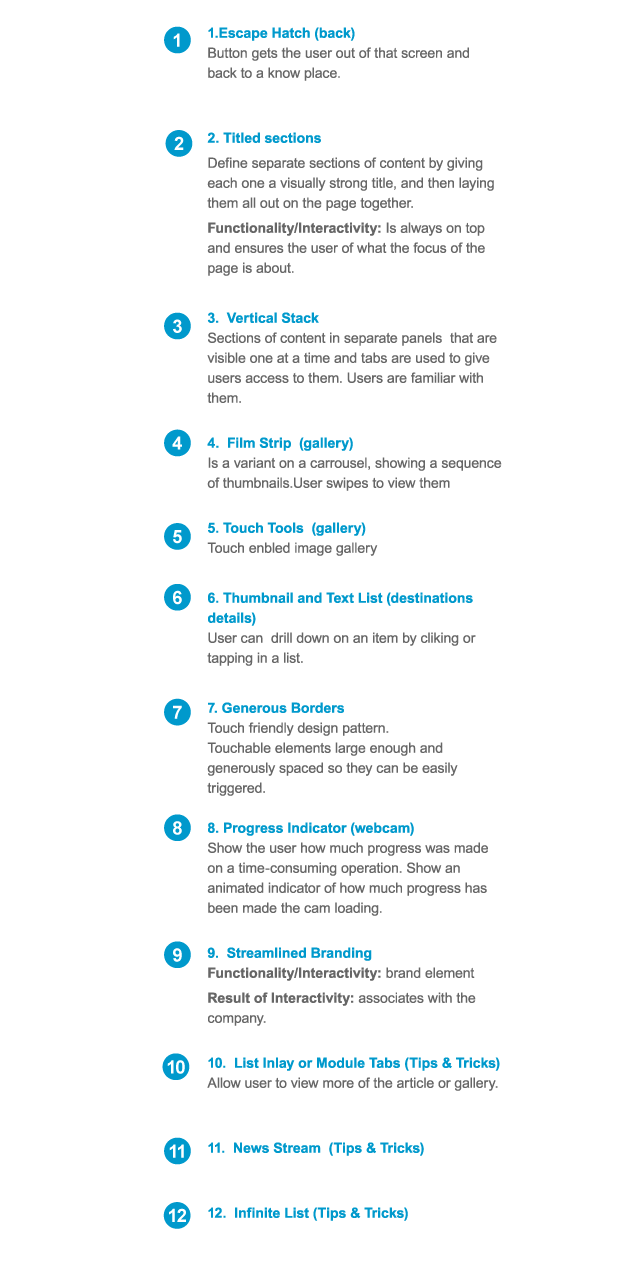 1
1.Escape Hatch (back)
Button gets the user out of that screen and
back to a know place.
2
2. Titled sections
Define separate sections of content by giving
each one a visually strong title, and then laying
them all out on the page together.
Functionality/Interactivity: Is always on top
and ensures the user of what the focus of the
page is about.
3
3.  Vertical Stack
Sections of content in separate panels  that are
visible one at a time and tabs are used to give
users access to them. Users are familiar with
them.
4
4.  Film Strip  (gallery)
Is a variant on a carrousel, showing a sequence
of thumbnails.User swipes to view them
5
5. Touch Tools  (gallery)
Touch enbled image gallery
6
6. Thumbnail and Text List (destinations
details)
User can  drill down on an item by cliking or
tapping in a list.
7
7. Generous Borders
Touch friendly design pattern.
Touchable elements large enough and
generously spaced so they can be easily
triggered.
8
8. Progress Indicator (webcam)
Show the user how much progress was made
on a time-consuming operation. Show an
animated indicator of how much progress has
been made the cam loading.
9
9.  Streamlined Branding
Functionality/Interactivity: brand element
Result of Interactivity: associates with the
company.
10
10.  List Inlay or Module Tabs (Tips & Tricks)
Allow user to view more of the article or gallery.
11
11.  News Stream  (Tips & Tricks)
12
12.  Infinlte List (Tips & Tricks)